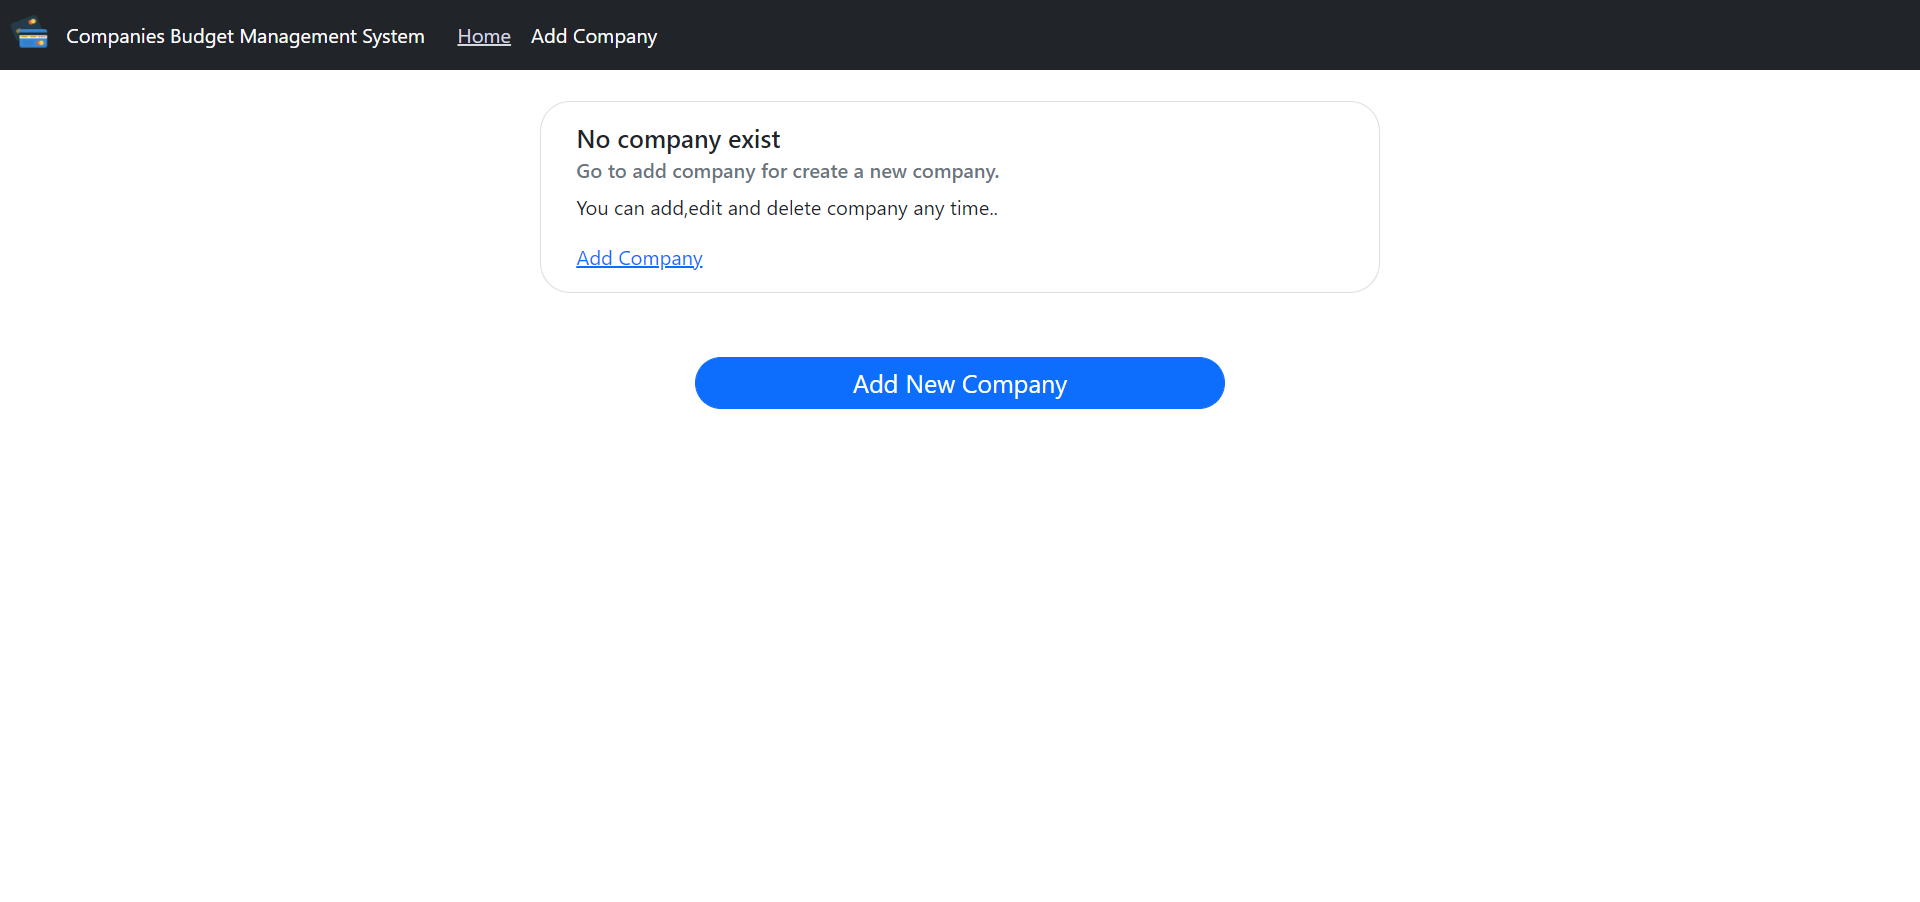 Companies Budget Management System Home Add Company
No company exist
Go to add company for create a new company.
You can add,edit and delete company any time..
Add Company
Add New Company